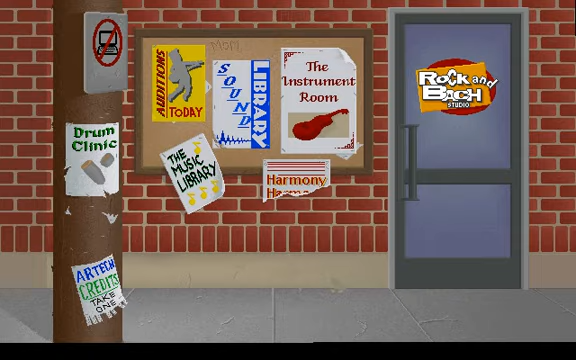 AUDITIONS
TODAY
SOUND
LIBRARY
The
Instrument
Room
Rock and
Bach
STUDIO
Drum
Clinic
THE
MUSIC
LIBRARY
Harmony
ARTECH
CREDITS
TAKE
ONE